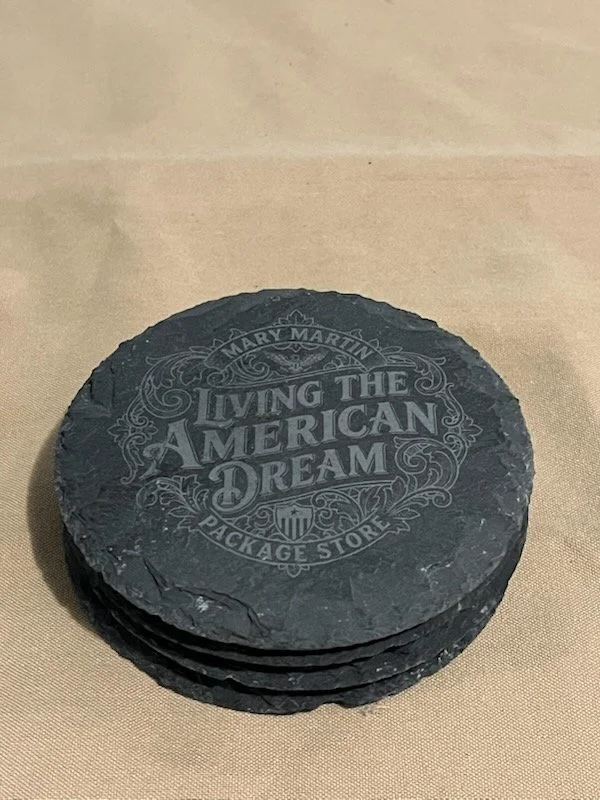 MARY MARTIN
LIVING THE
AMERICAN
DREAM
PACKAGE STORE